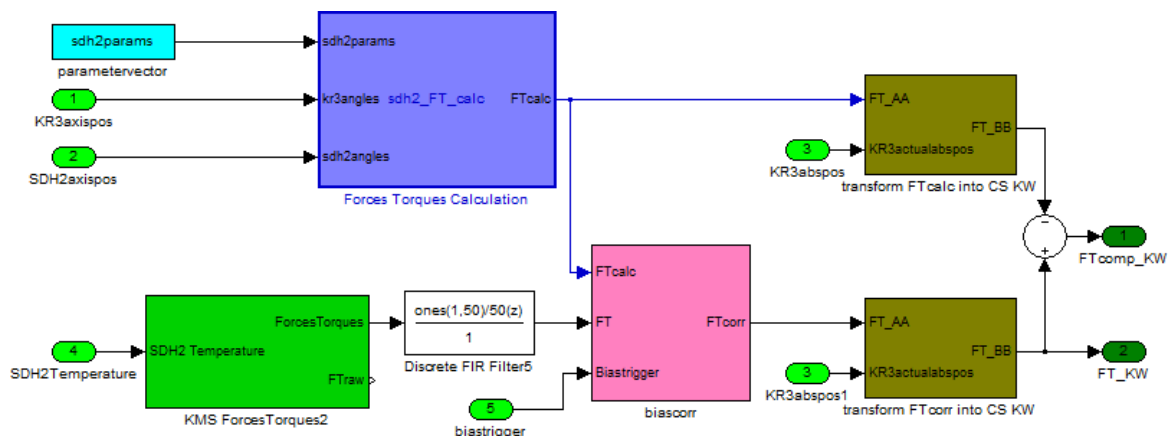 sdh2params
parametervector
1
KR3axispos
2
SDH2axispos
sdh2params
kr3angles
sdh2_FT_calc
FTcalc
sdh2angles
Forces Torques Calculation
FT_AA
FT_BB
KR3actualabspos
3
KR3abspos
transform FTcalc into CS KW
−
+
1
FTcomp_KW
4
SDH2Temperature
ForcesTorques
SDH2 Temperature
FTraw
KMS ForcesTorques2
ones(1,50)/50(z)
1
Discrete FIR Filter5
FTcalc
FT
FTcorr
Biastrigger
biascorr
5
biastrigger
FT_AA
FT_BB
KR3actualabspos
3
KR3abspos1
transform FTcorr into CS KW
2
FT_KW